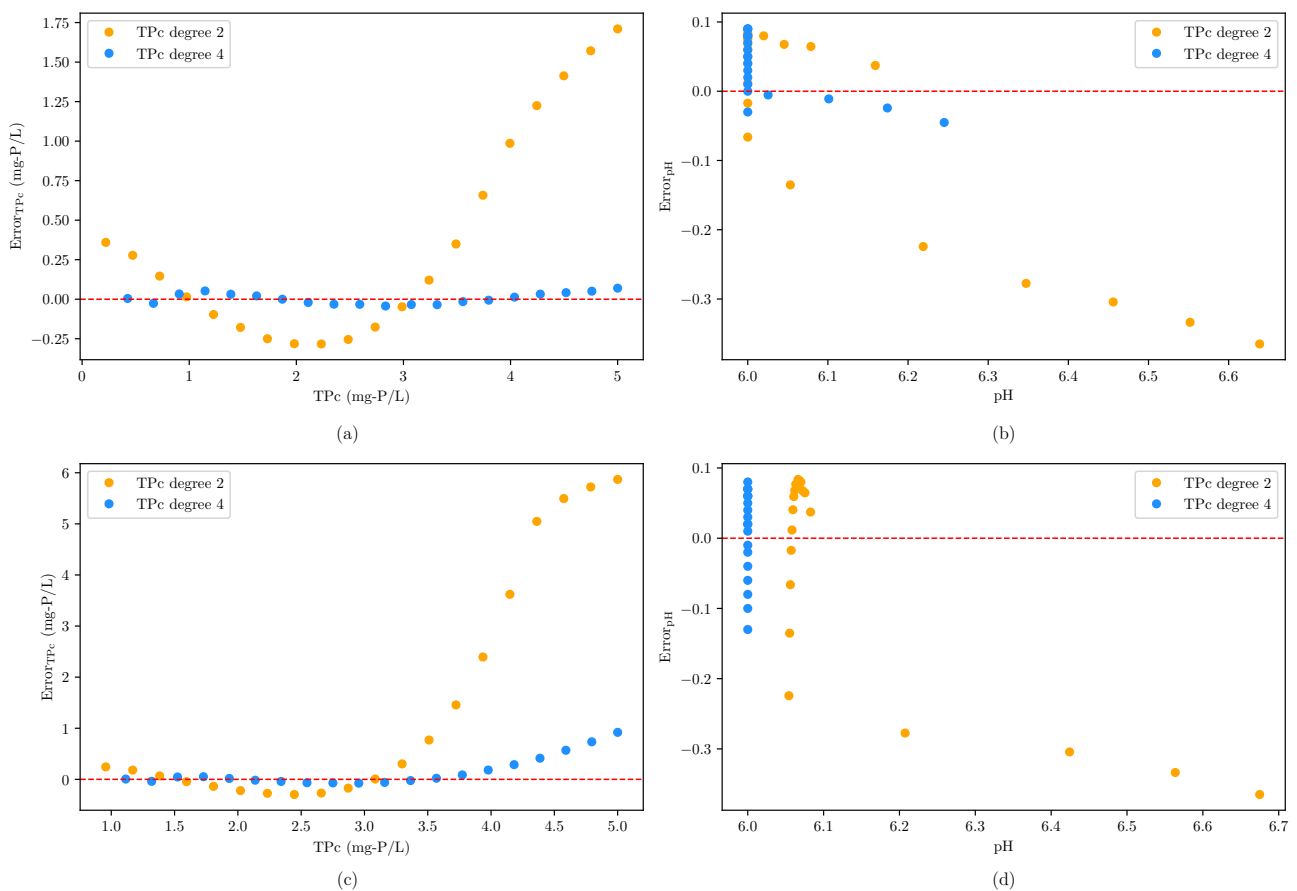 1.75
1.50
1.25
1.00
0.75
0.50
0.25
0.00
−0.25
Error_TPc (mg-P/L)
TPc degree 2
TPc degree 4
0 1 2 3 4 5
TPc (mg-P/L)
(a)
0.1
0.0
−0.1
−0.2
−0.3
Error_pH
TPc degree 2
TPc degree 4
6.0 6.1 6.2 6.3 6.4 6.5 6.6
pH
(b)
6
5
4
3
2
1
0
Error_TPc (mg-P/L)
TPc degree 2
TPc degree 4
1.0 1.5 2.0 2.5 3.0 3.5 4.0 4.5 5.0
TPc (mg-P/L)
(c)
0.1
0.0
−0.1
−0.2
−0.3
Error_pH
TPc degree 2
TPc degree 4
6.0 6.1 6.2 6.3 6.4 6.5 6.6 6.7
pH
(d)